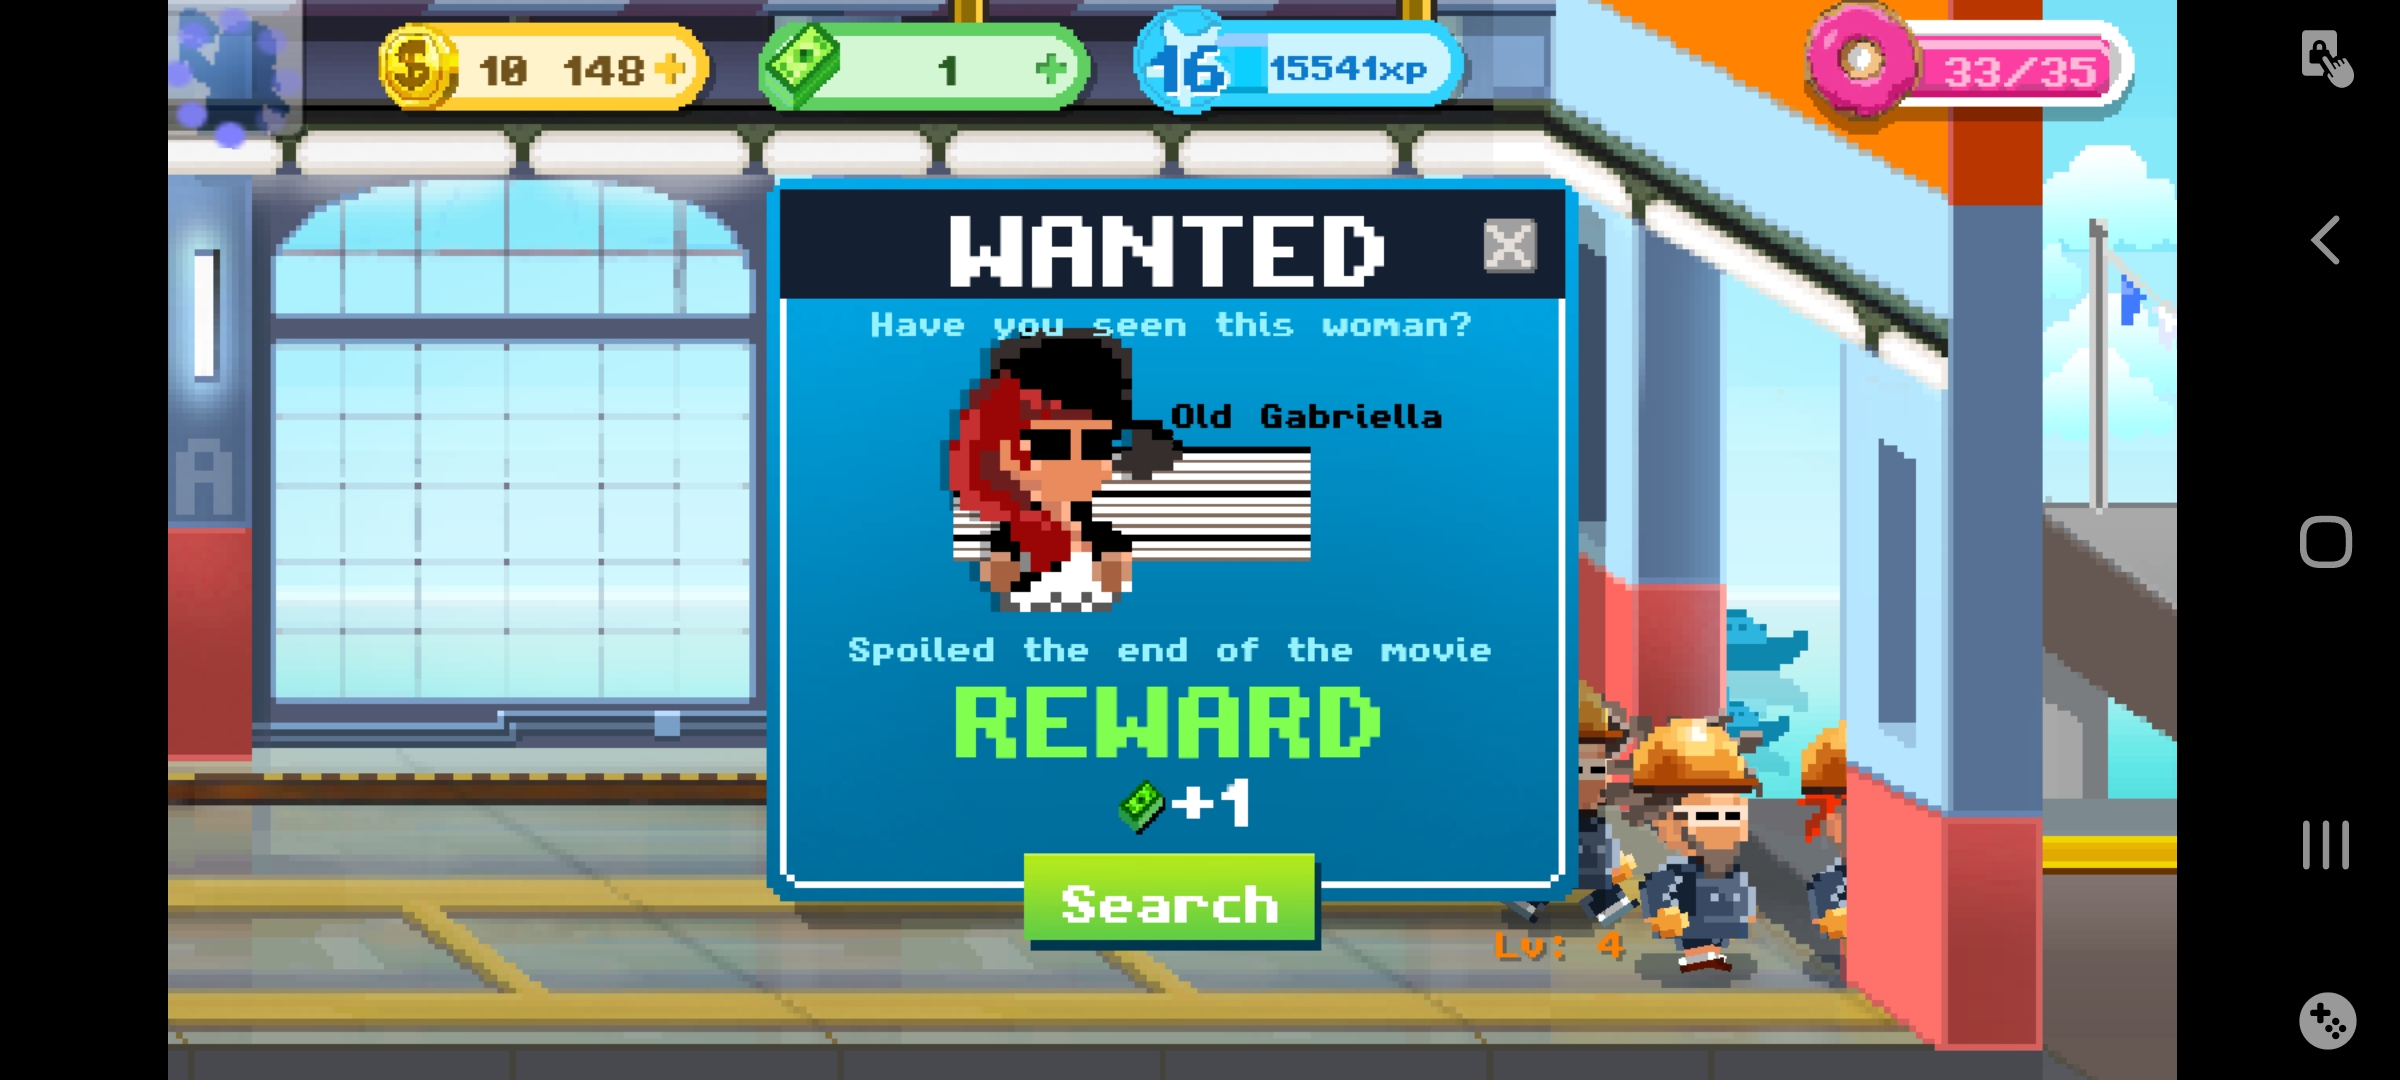 10 148
1
16
15541xp
33/35
WANTED
Have you seen this woman?
Old Gabriella
A
Spoiled the end of the movie
REWARD
+1
Search
Lv: 4